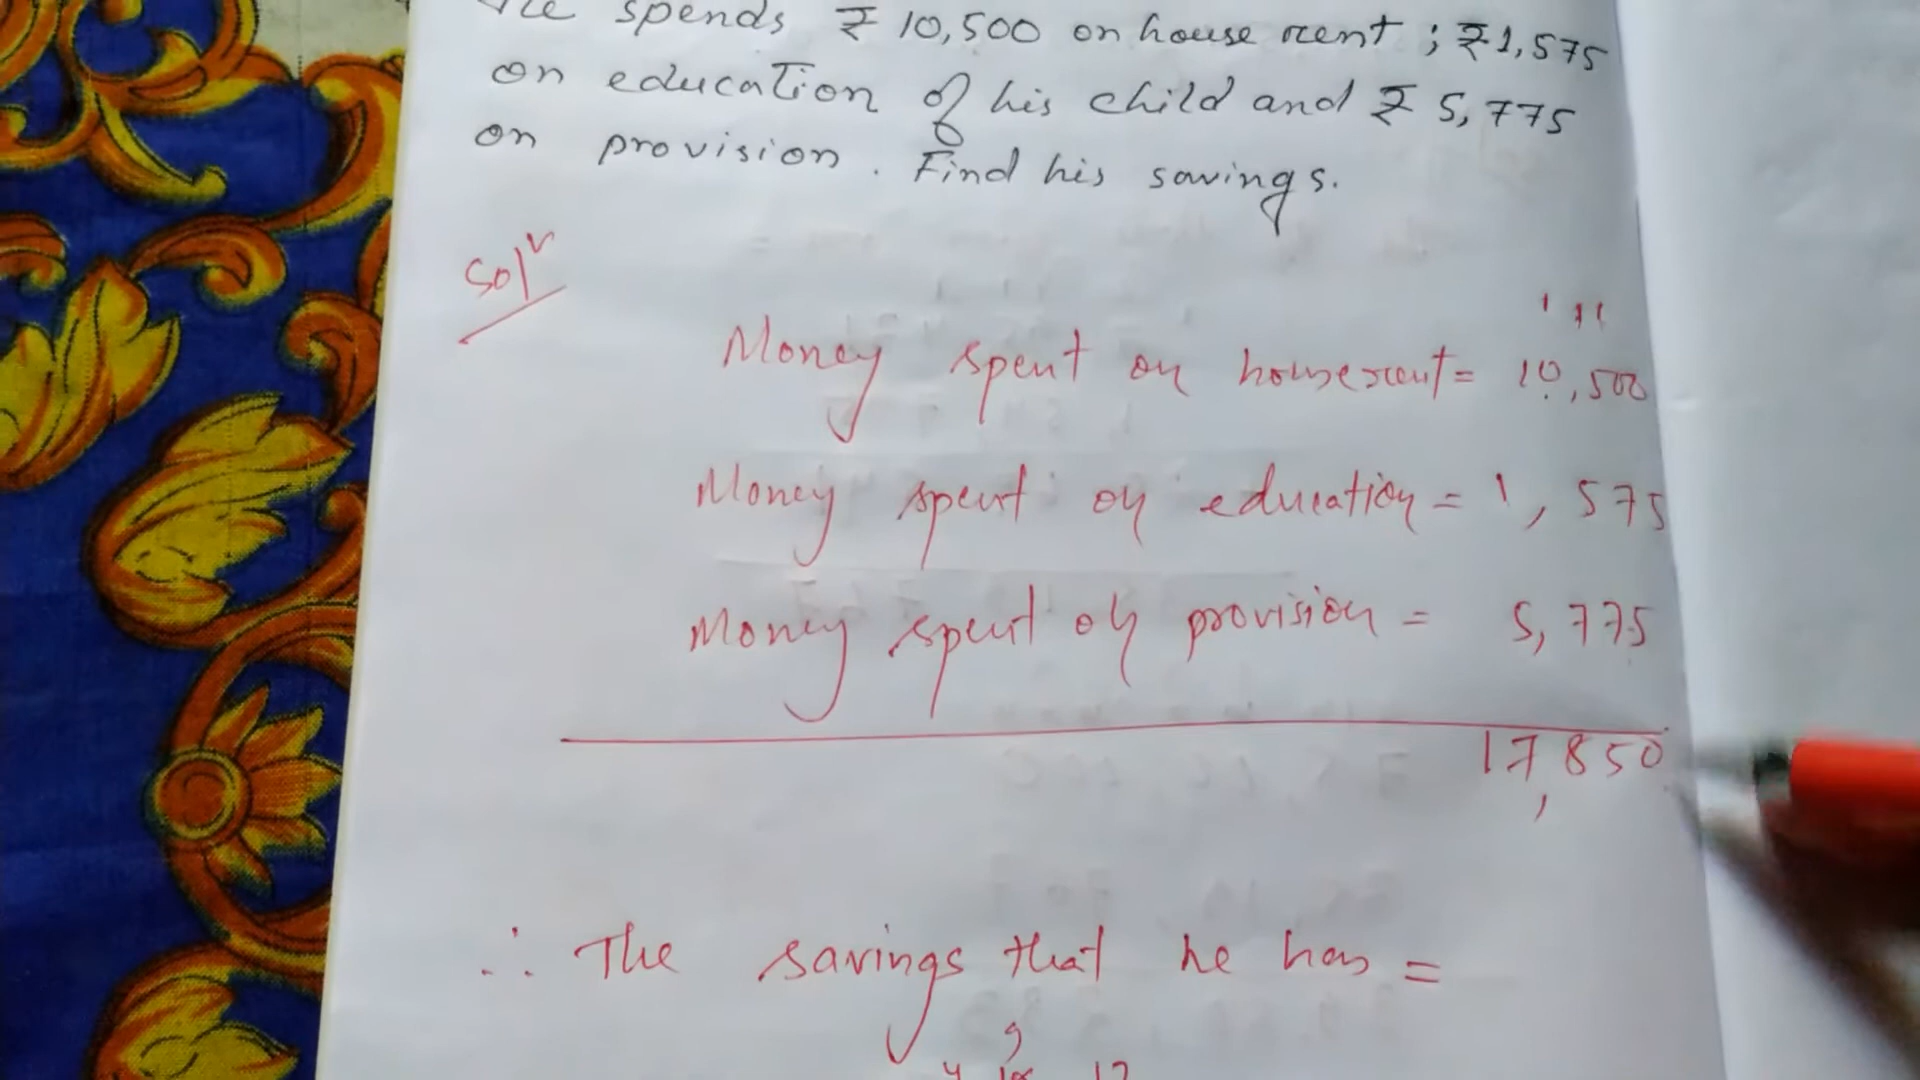 He spends ₹ 10,500 on house rent ; ₹1,575
on education of his child and ₹ 5,775
on provision. Find his savings.
Solⁿ
Money spent on house rent = 10,500
Money spent on education = 1,575
Money spent on provision = 5,775
17,850
∴ The savings that he has =